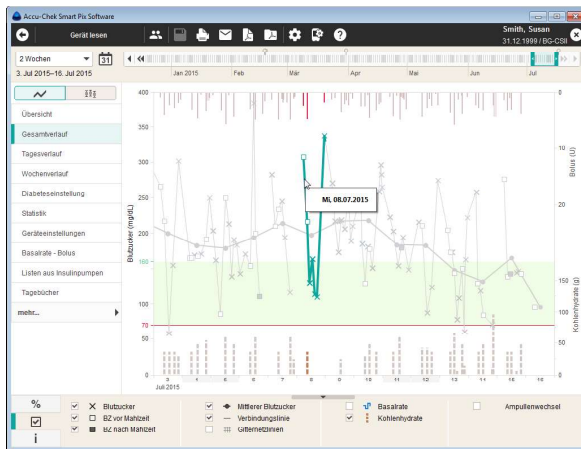 Accu-Chek Smart Pix Software
Gerät lesen
Smith, Susan
31.12.1999 / BG-CSII
2 Wochen
31
3. Jul 2015–16. Jul 2015
Jan 2015 Feb Mär Apr Mai Jun Jul
Übersicht
Gesamtverlauf
Tagesverlauf
Wochenverlauf
Diabeteseinstellung
Statistik
Geräteeinstellungen
Basalrate - Bolus
Listen aus Insulinpumpen
Tagebücher
mehr...
Blutzucker (mg/dL)
400
350
300
250
200
160
100
70
50
0
Mi, 08.07.2015
0
10
20
Bolus (U)
150
100
50
0
Kohlenhydrate (g)
3 4 5 6 7 8 9 10 11 12 13 14 15 16
Juli 2015
%
i
Blutzucker
BZ vor Mahlzeit
BZ nach Mahlzeit
Mittlerer Blutzucker
Verbindungslinie
Gitternetzlinien
Basalrate
Kohlenhydrate
Ampullenwechsel